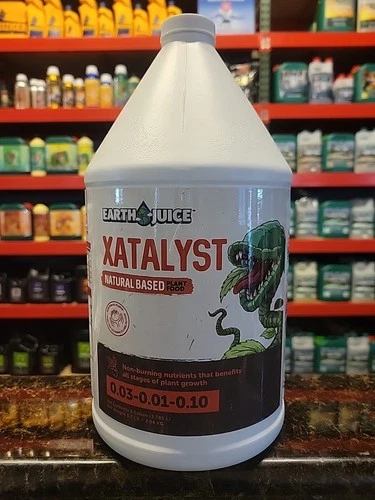 EARTH JUICE
XATALYST
NATURAL BASED PLANT FOOD
Non-burning nutrients that benefits
all stages of plant growth
0.03-0.01-0.10